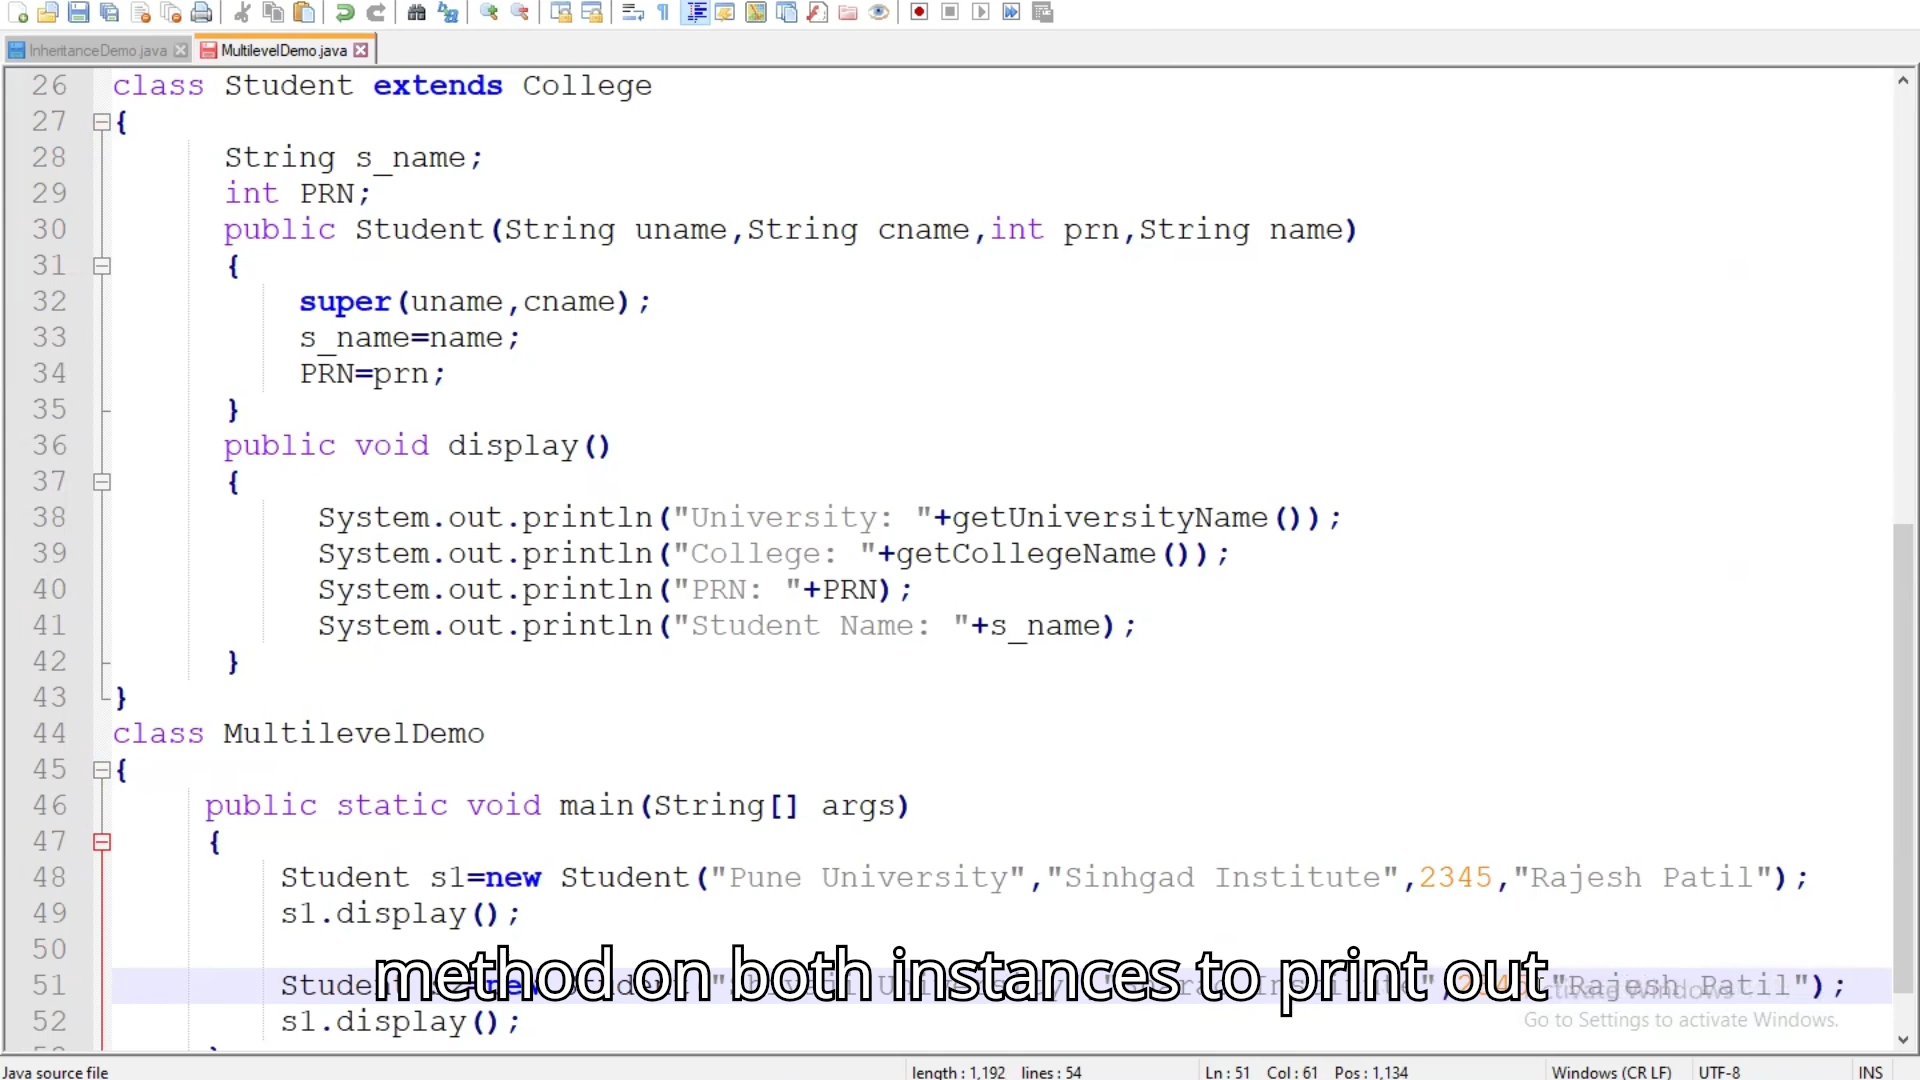 InheritanceDemo.java MultilevelDemo.java
26 class Student extends College
27 {
28 String s_name;
29 int PRN;
30 public Student(String uname,String cname,int prn,String name)
31 {
32 super(uname,cname);
33 s_name=name;
34 PRN=prn;
35 }
36 public void display()
37 {
38 System.out.println("University: "+getUniversityName());
39 System.out.println("College: "+getCollegeName());
40 System.out.println("PRN: "+PRN);
41 System.out.println("Student Name: "+s_name);
42 }
43 }
44 class MultilevelDemo
45 {
46 public static void main(String[] args)
47 {
48 Student s1=new Student("Pune University","Sinhgad Institute",2345,"Rajesh Patil");
49 s1.display();
50
51 Student "Rajesh Patil");
method on both instances to print out
52 s1.display();
Activate Windows
Go to Settings to activate Windows.
Java source file length : 1,192 lines : 54 Ln : 51 Col : 61 Pos : 1,134 Windows (CR LF) UTF-8 INS